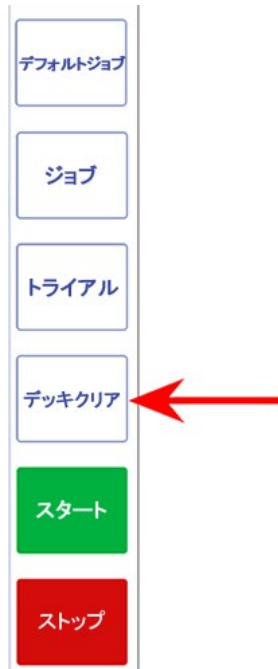 デフォルトジョブ
ジョブ
トライアル
デッキクリア
スタート
ストップ